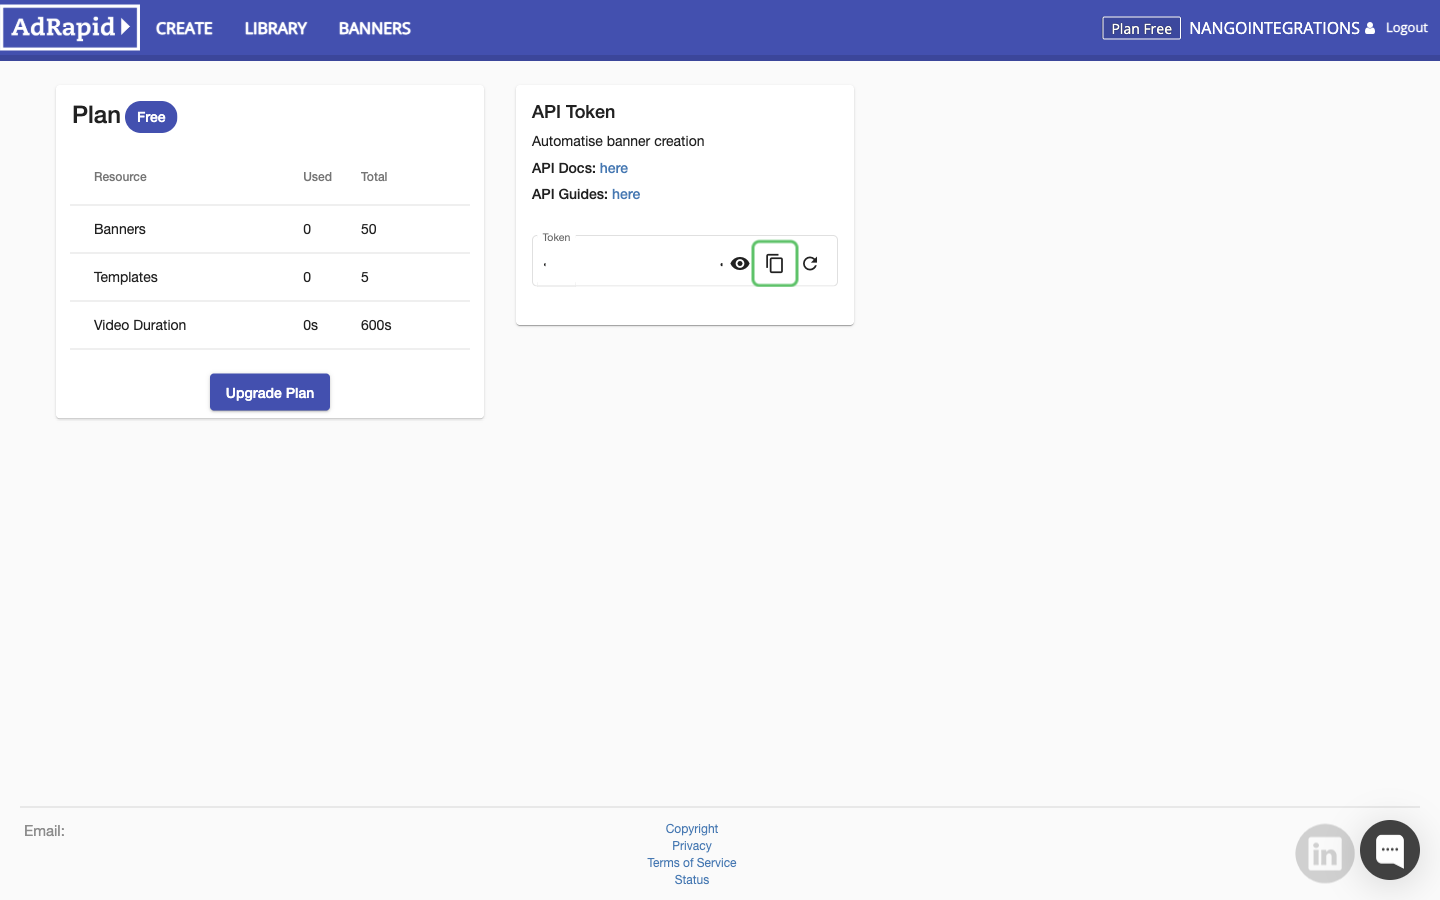 AdRapid
CREATE
LIBRARY
BANNERS
Plan Free
NANGOINTEGRATIONS
Logout
Plan Free
Resource Used Total
Banners 0 50
Templates 0 5
Video Duration 0s 600s
Upgrade Plan
API Token
Automatise banner creation
API Docs: here
API Guides: here
Token
Email:
Copyright
Privacy
Terms of Service
Status
in